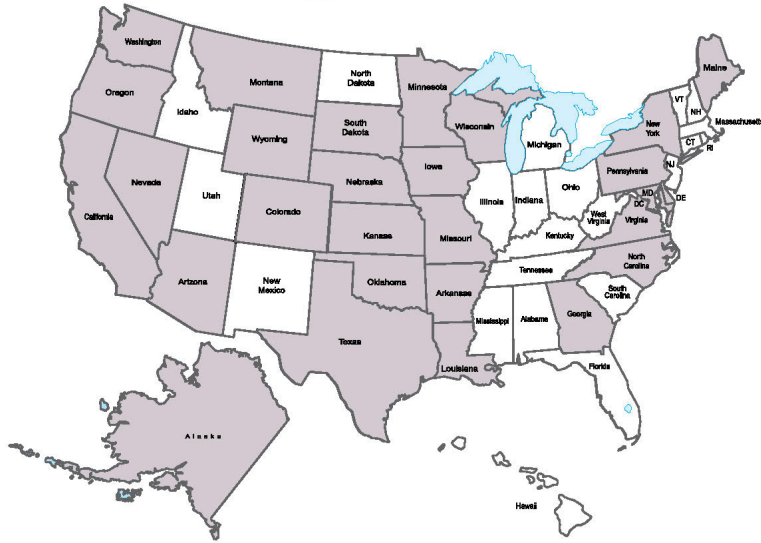 Washington
Oregon
Idaho
Montana
North
Dakota
Minnesota
South
Dakota
Wyoming
Wisconsin
Michigan
Maine
VT
NH
New
York
Massachusetts
CT
RI
Iowa
Nebraska
Nevada
Utah
Colorado
California
Pennsylvania
NJ
Illinois
Indiana
Ohio
MD
DE
DC
West
Virginia
Virginia
Kansas
Missouri
Kentucky
Arizona
New
Mexico
Oklahoma
Arkansas
Tennessee
North
Carolina
South
Carolina
Texas
Mississippi
Alabama
Georgia
Louisiana
Florida
Alaska
Hawaii